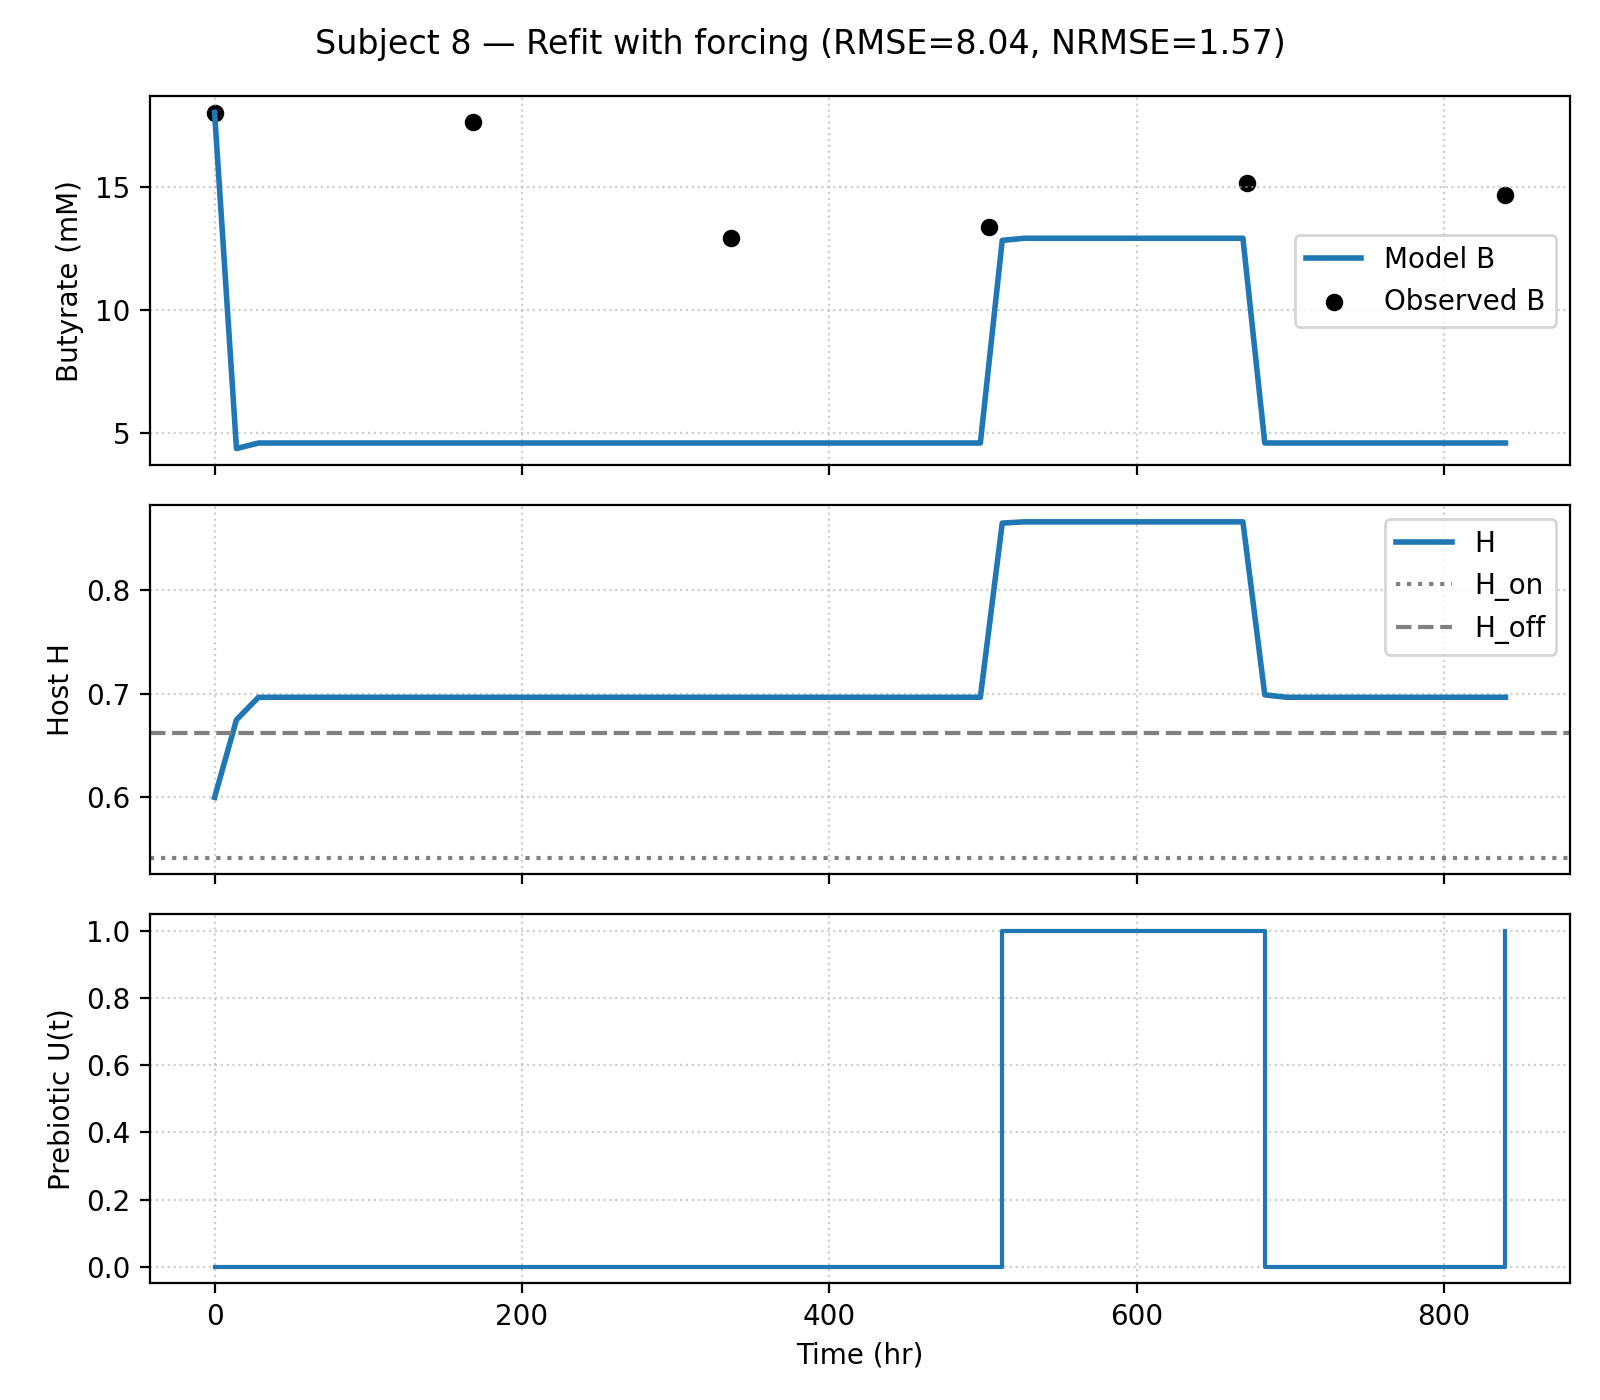 Subject 8 — Refit with forcing (RMSE=8.04, NRMSE=1.57)
Butyrate (mM)
15
10
5
Model B
Observed B
Host H
0.8
0.7
0.6
H
H_on
H_off
Prebiotic U(t)
1.0
0.8
0.6
0.4
0.2
0.0
0 200 400 600 800
Time (hr)